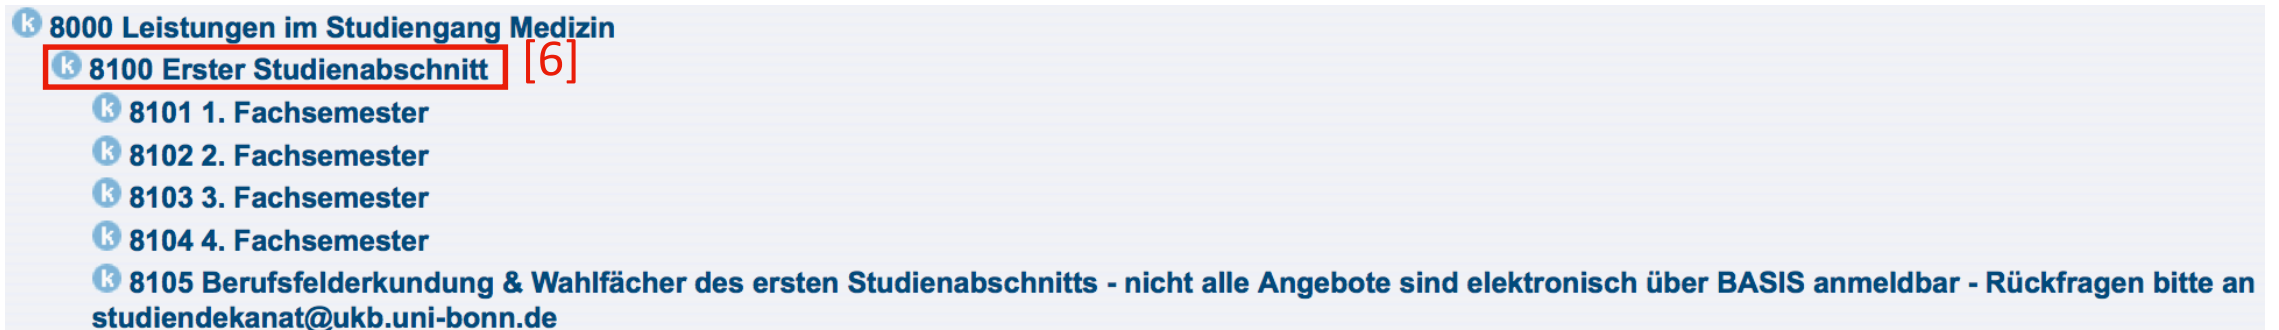 k 8000 Leistungen im Studiengang Medizin
k 8100 Erster Studienabschnitt [6]
k 8101 1. Fachsemester
k 8102 2. Fachsemester
k 8103 3. Fachsemester
k 8104 4. Fachsemester
k 8105 Berufsfelderkundung & Wahlfächer des ersten Studienabschnitts - nicht alle Angebote sind elektronisch über BASIS anmeldbar - Rückfragen bitte an
studiendekanat@ukb.uni-bonn.de